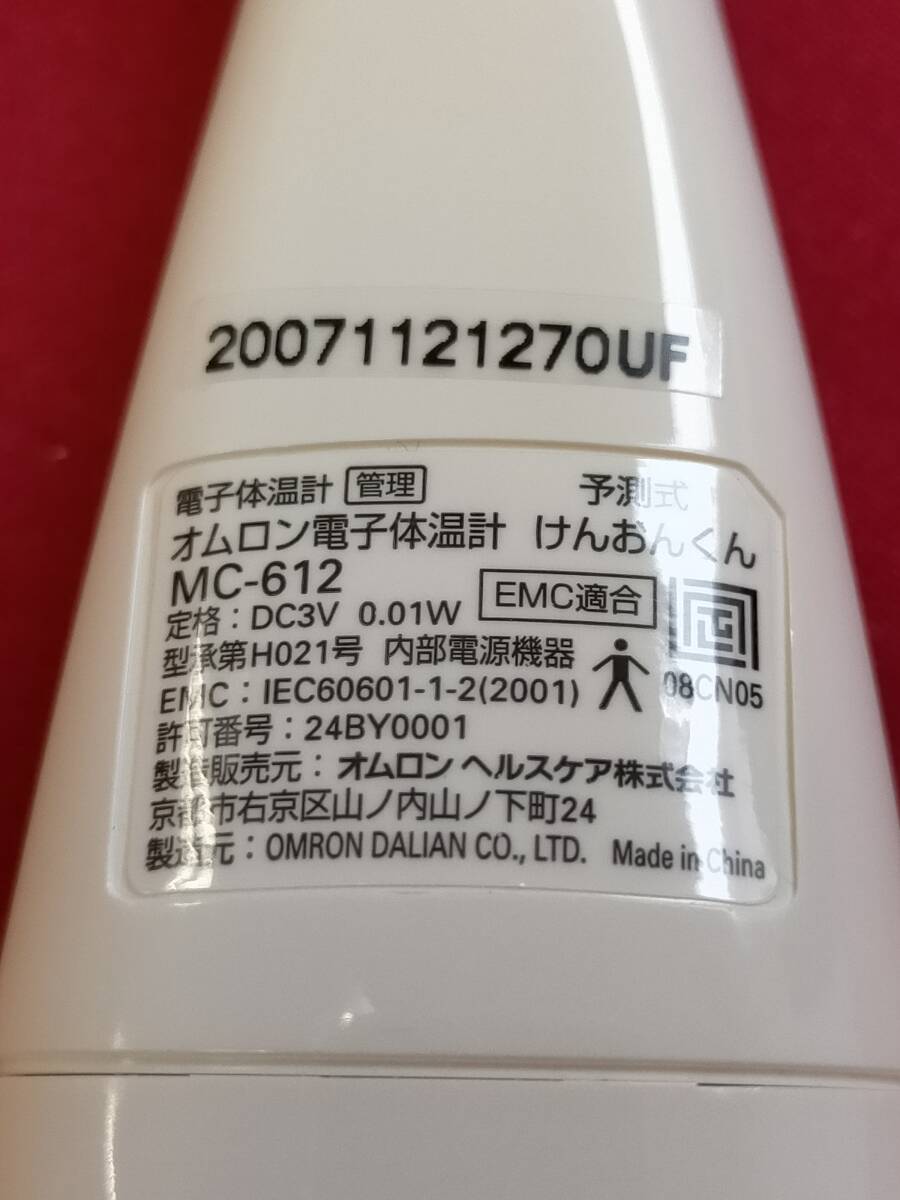 20071121270UF
電子体温計 管理 予測式
オムロン電子体温計 けんおんくん
MC-612 EMC適合
定格：DC3V 0.01W
型承第H021号 内部電源機器
EMC：IEC60601-1-2(2001) 08CN05
許可番号：24BY0001
製造販売元：オムロン ヘルスケア株式会社
京都市右京区山ノ内山ノ下町24
製造元：OMRON DALIAN CO., LTD. Made in China